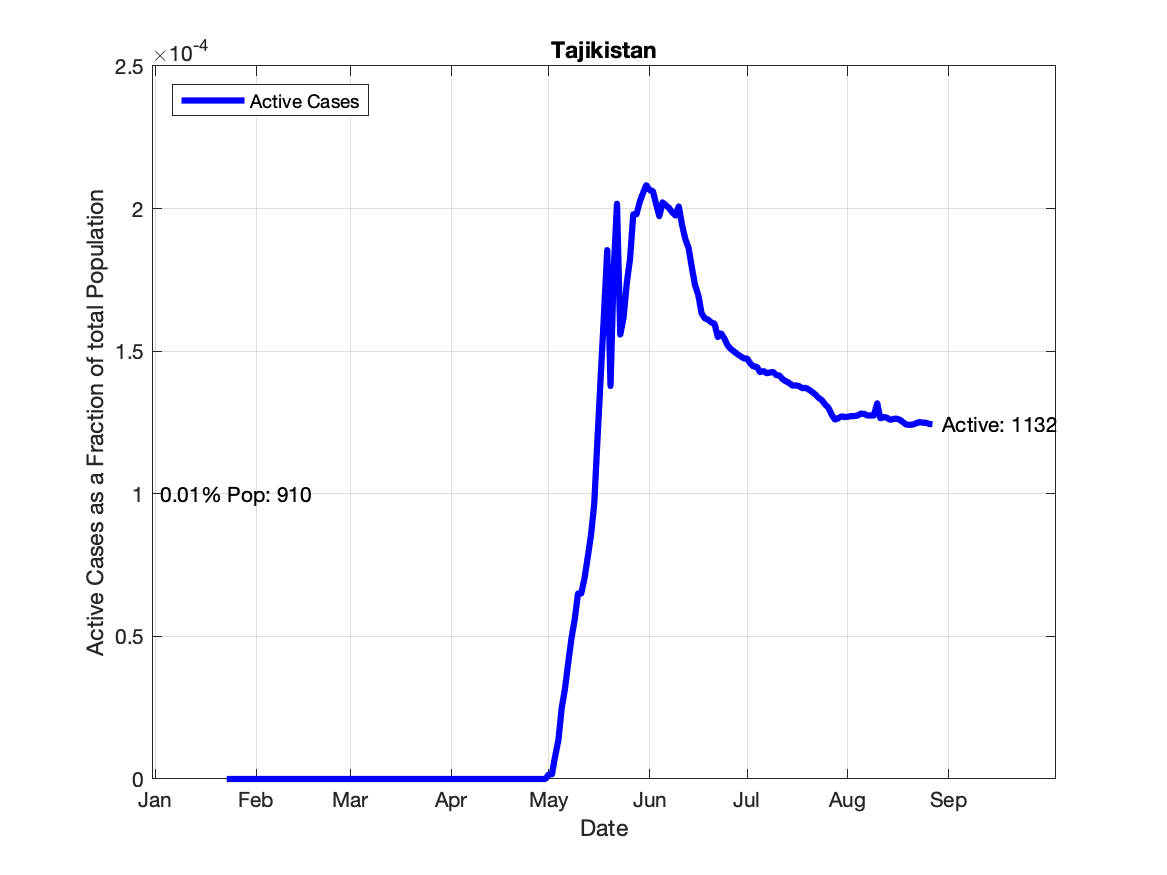 Tajikistan
×10-4
2.5
2
1.5
1
0.5
0
Active Cases
Active Cases as a Fraction of total Population
0.01% Pop: 910
Active: 1132
Jan Feb Mar Apr May Jun Jul Aug Sep
Date